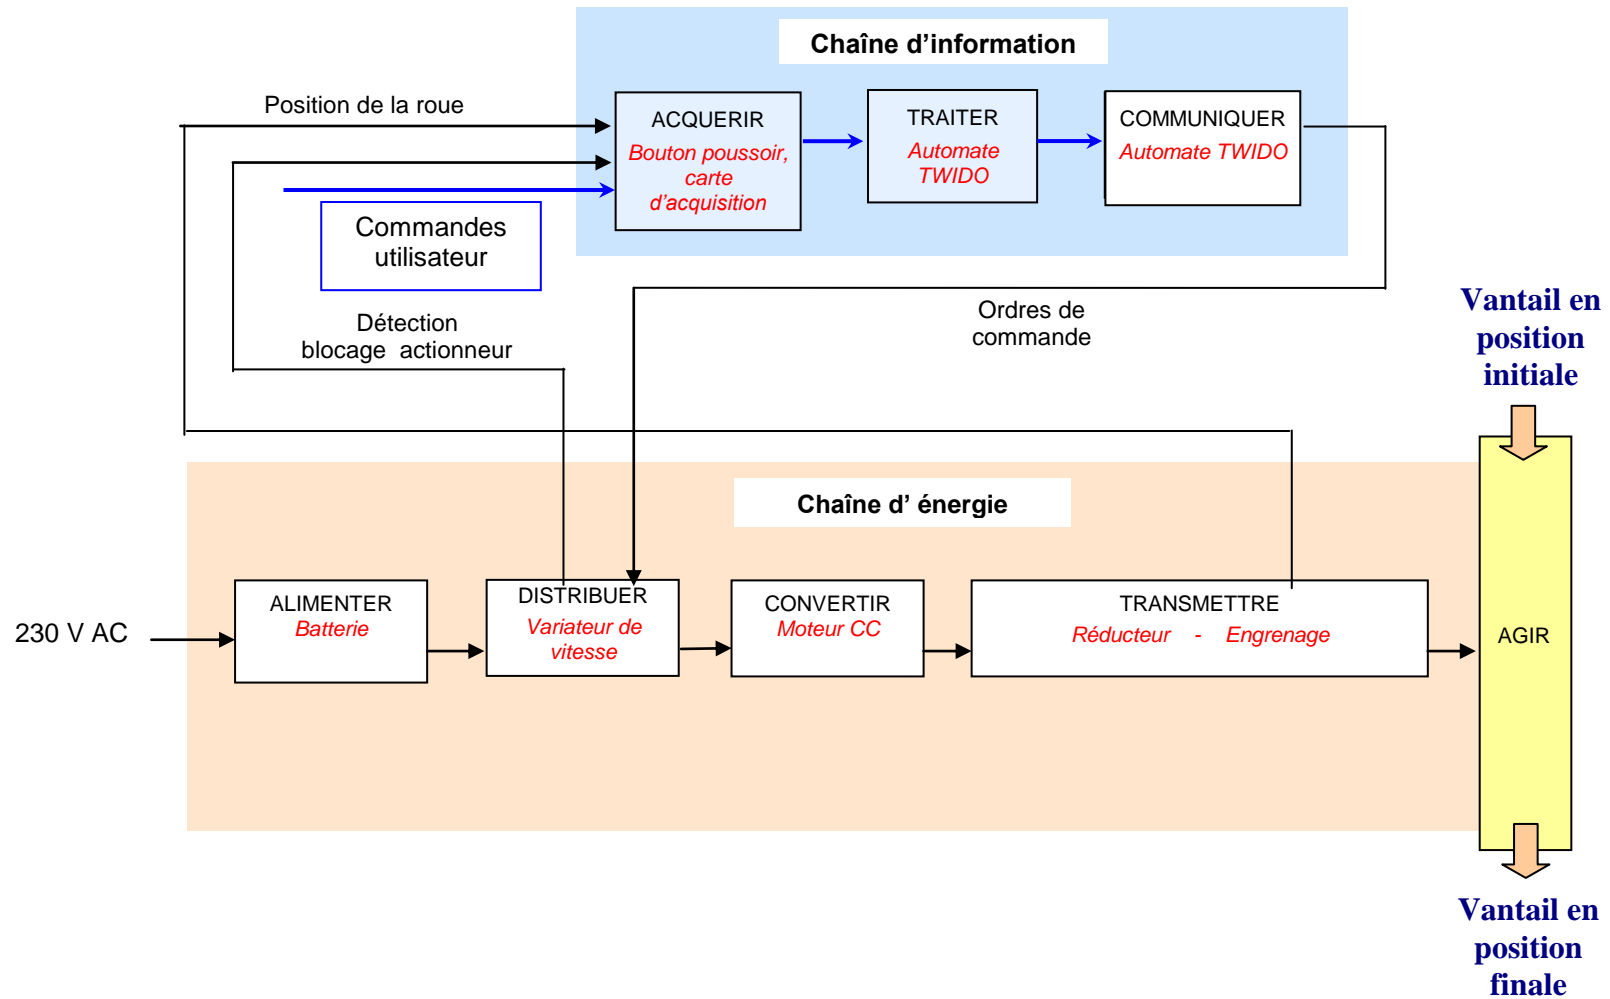 Chaîne d’information
Position de la roue
ACQUERIR
Bouton poussoir,
carte
d’acquisition
TRAITER
Automate
TWIDO
COMMUNIQUER
Automate TWIDO
Commandes
utilisateur
Détection
blocage actionneur
Ordres de
commande
Vantail en
position
initiale
Chaîne d’ énergie
230 V AC
ALIMENTER
Batterie
DISTRIBUER
Variateur de
vitesse
CONVERTIR
Moteur CC
TRANSMETTRE
Réducteur - Engrenage
AGIR
Vantail en
position
finale